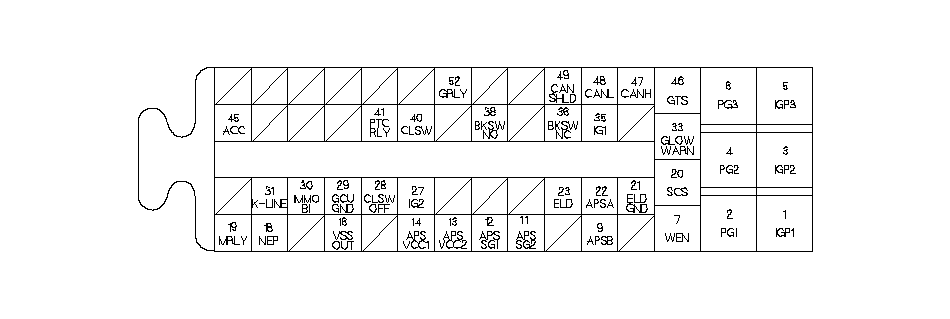 52
GRLY
49
CAN
SHLD
48
CANL
47
CANH
46
GTS
6
PG3
5
IGP3
45
ACC
41
PTC
RLY
40
CLSW
38
BKSW
NO
36
BKSW
NC
35
IG1
33
GLOW
WARN
4
PG2
3
IGP2
31
K-LINE
30
IMMO
BI
29
GCU
GND
28
CLSW
OFF
27
IG2
23
ELD
22
APSA
21
ELD
GND
20
SCS
19
MRLY
18
NEP
16
VSS
OUT
14
APS
VCC1
13
APS
VCC2
12
APS
SG1
11
APS
SG2
9
APSB
7
WEN
2
PG1
1
IGP1